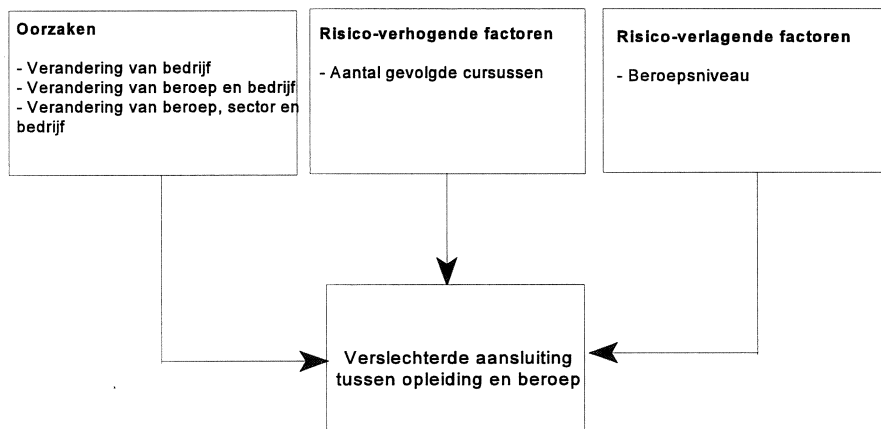 Oorzaken
- Verandering van bedrijf
- Verandering van beroep en bedrijf
- Verandering van beroep, sector en
bedrijf
Risico-verhogende factoren
- Aantal gevolgde cursussen
Risico-verlagende factoren
- Beroepsniveau
Verslechterde aansluiting
tussen opleiding en beroep